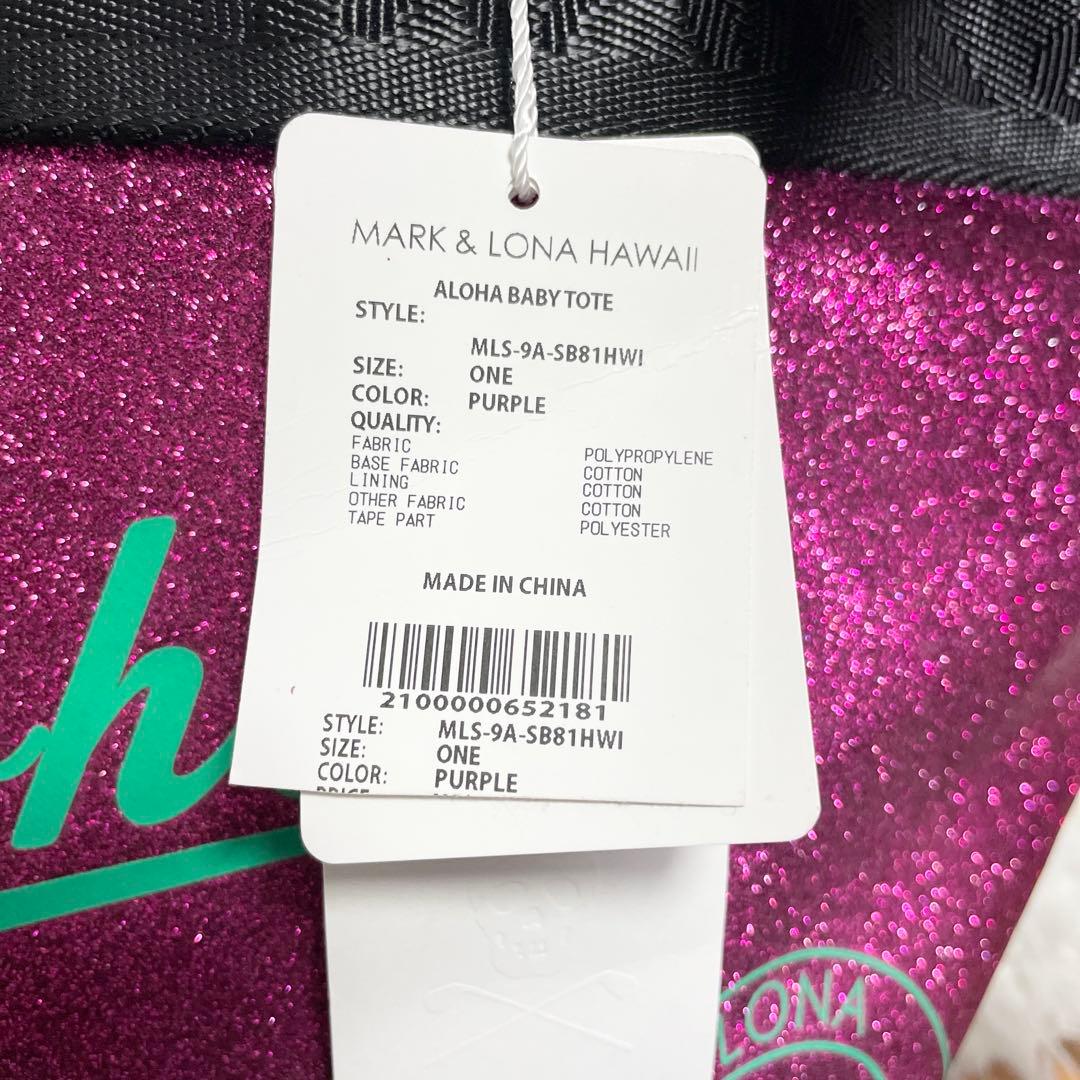 MARK & LONA HAWAII
ALOHA BABY TOTE
STYLE:
MLS-9A-SB81HWI
SIZE: ONE
COLOR: PURPLE
QUALITY:
FABRIC POLYPROPYLENE
BASE FABRIC COTTON
LINING COTTON
OTHER FABRIC COTTON
TAPE PART POLYESTER
MADE IN CHINA
2100000652181
STYLE: MLS-9A-SB81HWI
SIZE: ONE
COLOR: PURPLE
h
LONA